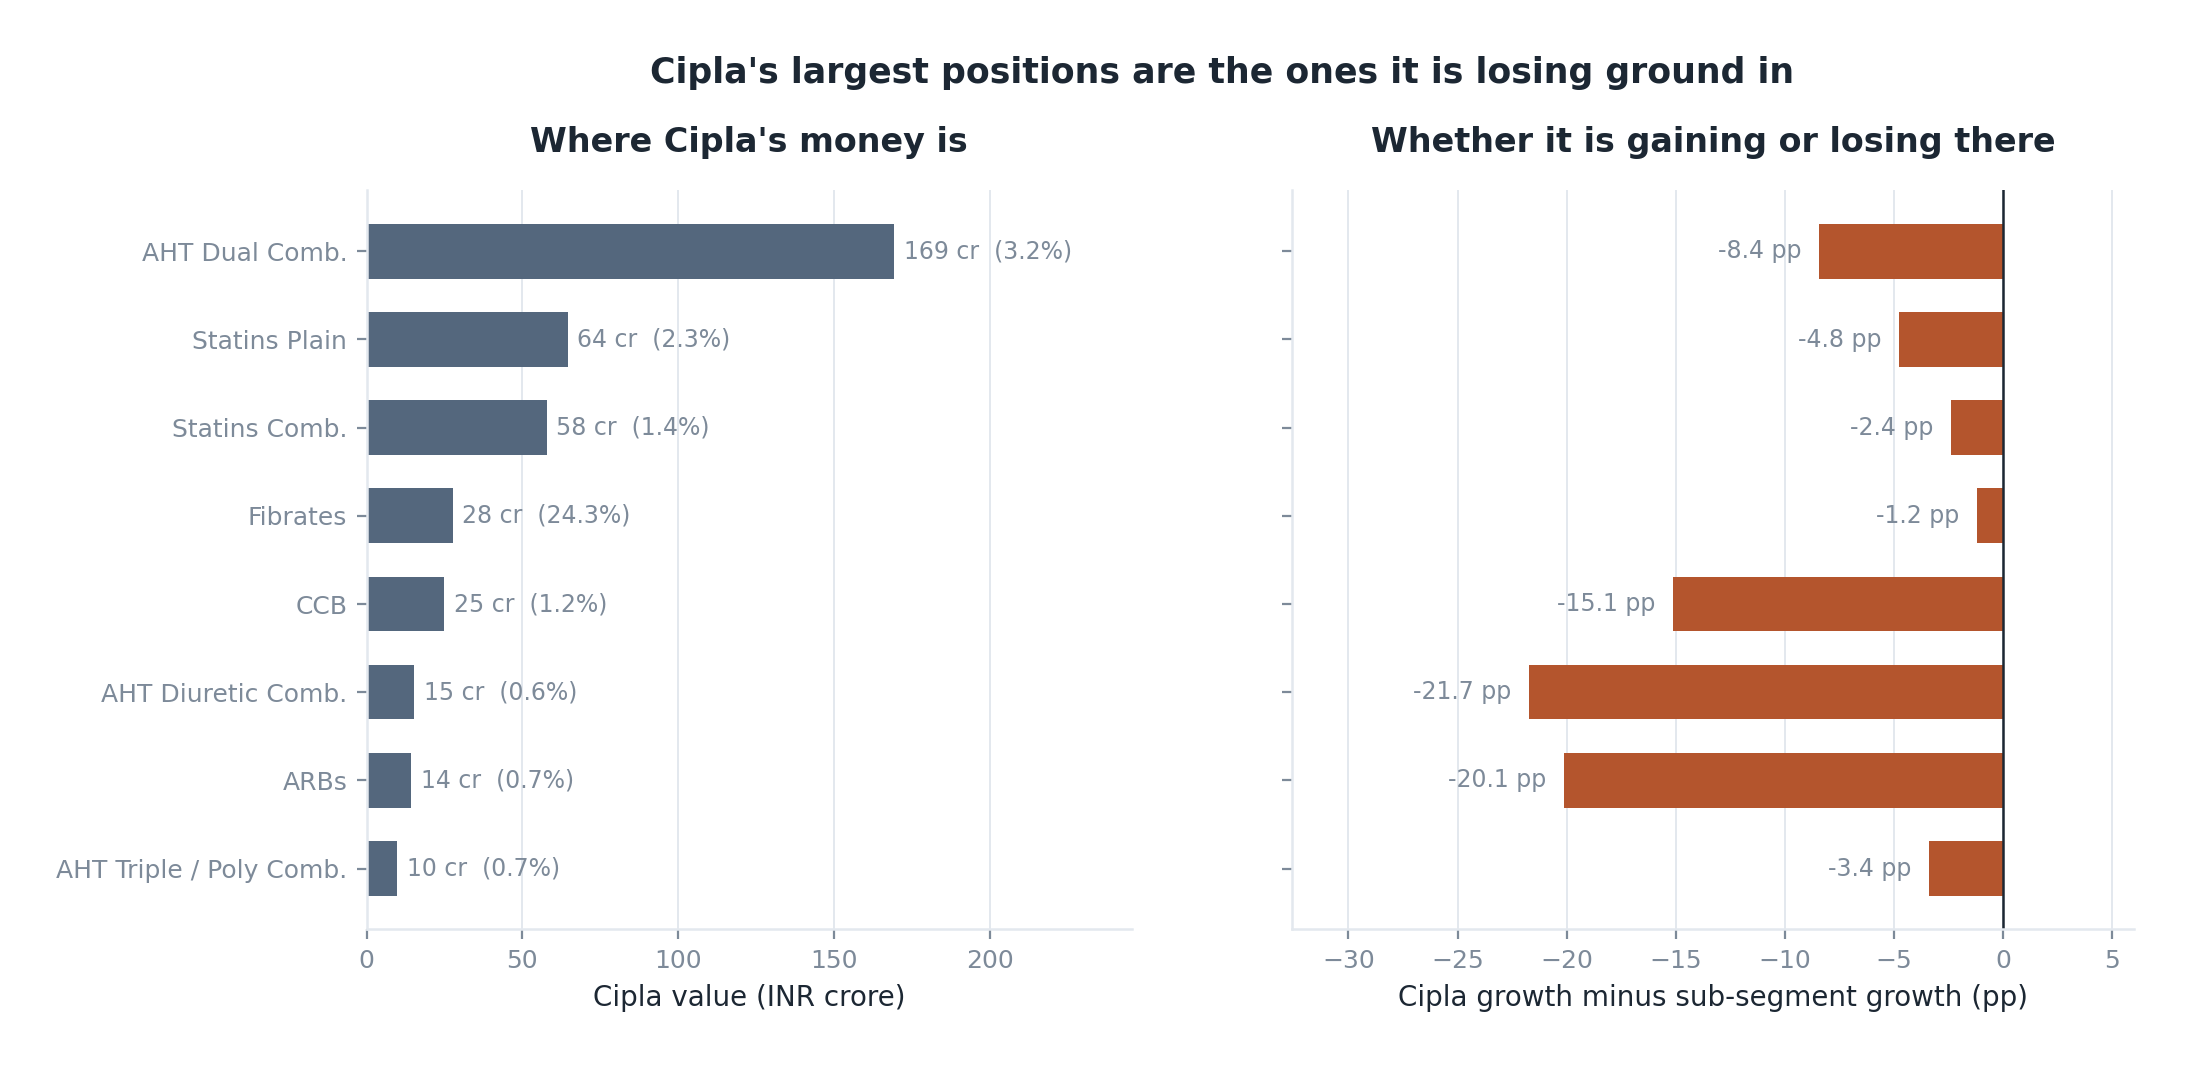 Cipla's largest positions are the ones it is losing ground in
Where Cipla's money is
AHT Dual Comb.
169 cr (3.2%)
Statins Plain
64 cr (2.3%)
Statins Comb.
58 cr (1.4%)
Fibrates
28 cr (24.3%)
CCB
25 cr (1.2%)
AHT Diuretic Comb.
15 cr (0.6%)
ARBs
14 cr (0.7%)
AHT Triple / Poly Comb.
10 cr (0.7%)
0 50 100 150 200
Cipla value (INR crore)
Whether it is gaining or losing there
-8.4 pp
-4.8 pp
-2.4 pp
-1.2 pp
-15.1 pp
-21.7 pp
-20.1 pp
-3.4 pp
−30 −25 −20 −15 −10 −5 0 5
Cipla growth minus sub-segment growth (pp)